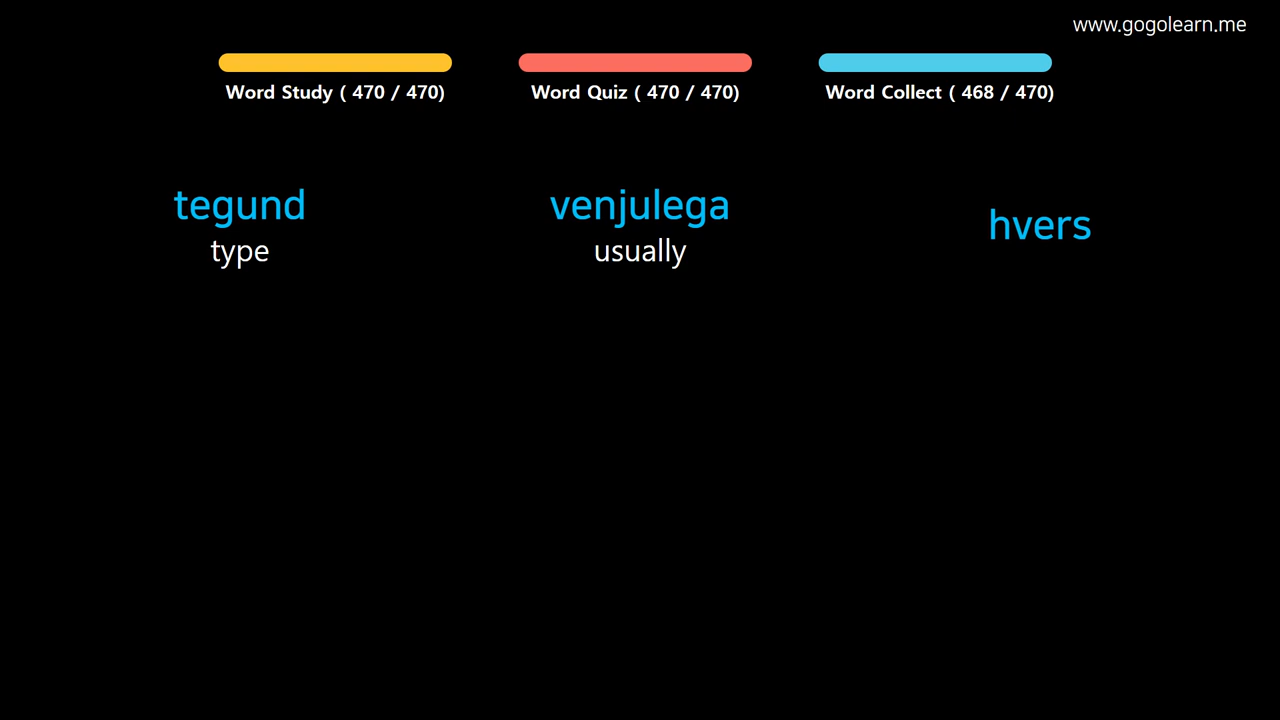 www.gogolearn.me
Word Study ( 470 / 470)
Word Quiz ( 470 / 470)
Word Collect ( 468 / 470)
tegund
type
venjulega
usually
hvers